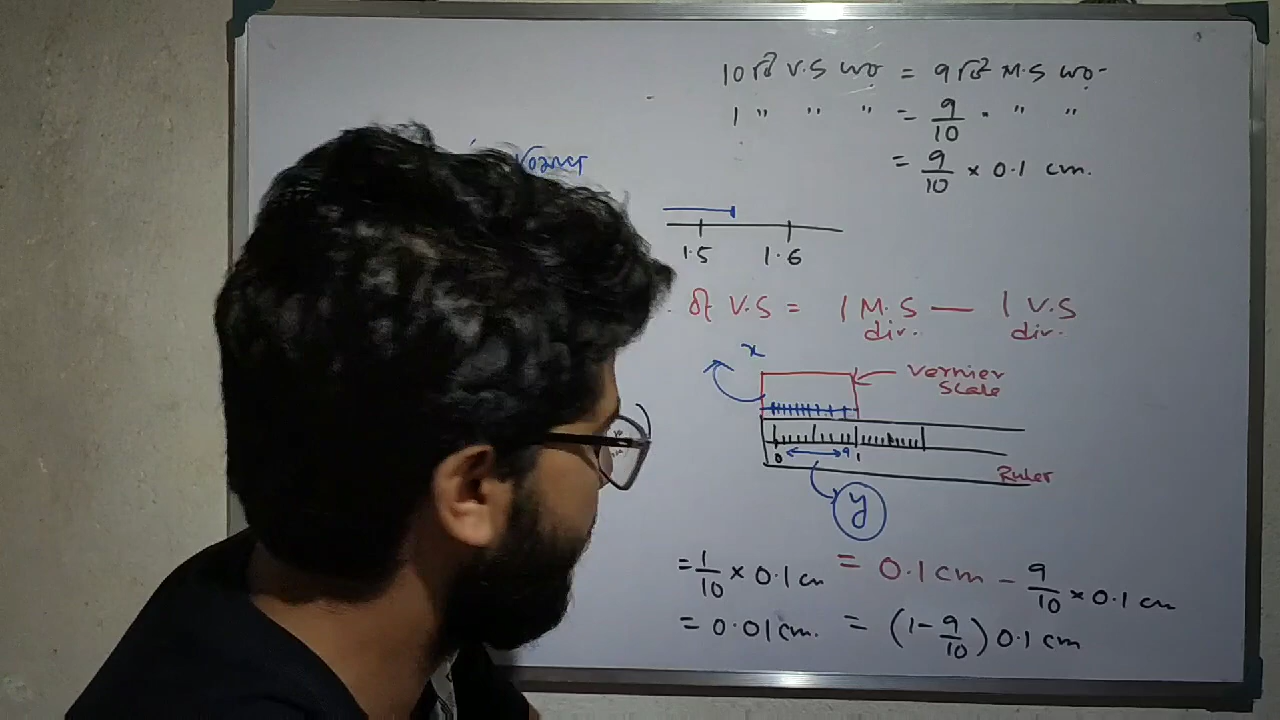 10 টা V.S ঘর = 9 টা M.S ঘর
1 " " " = 9/10 " " "
= 9/10 × 0.1 cm.
1.5 1.6
of V.S = 1 M.S div. — 1 V.S div.
x
Vernier Scale
0 9 1
Ruler
y
= 1/10 × 0.1 cm = 0.1 cm - 9/10 × 0.1 cm
= 0.01 cm. = (1 - 9/10) 0.1 cm